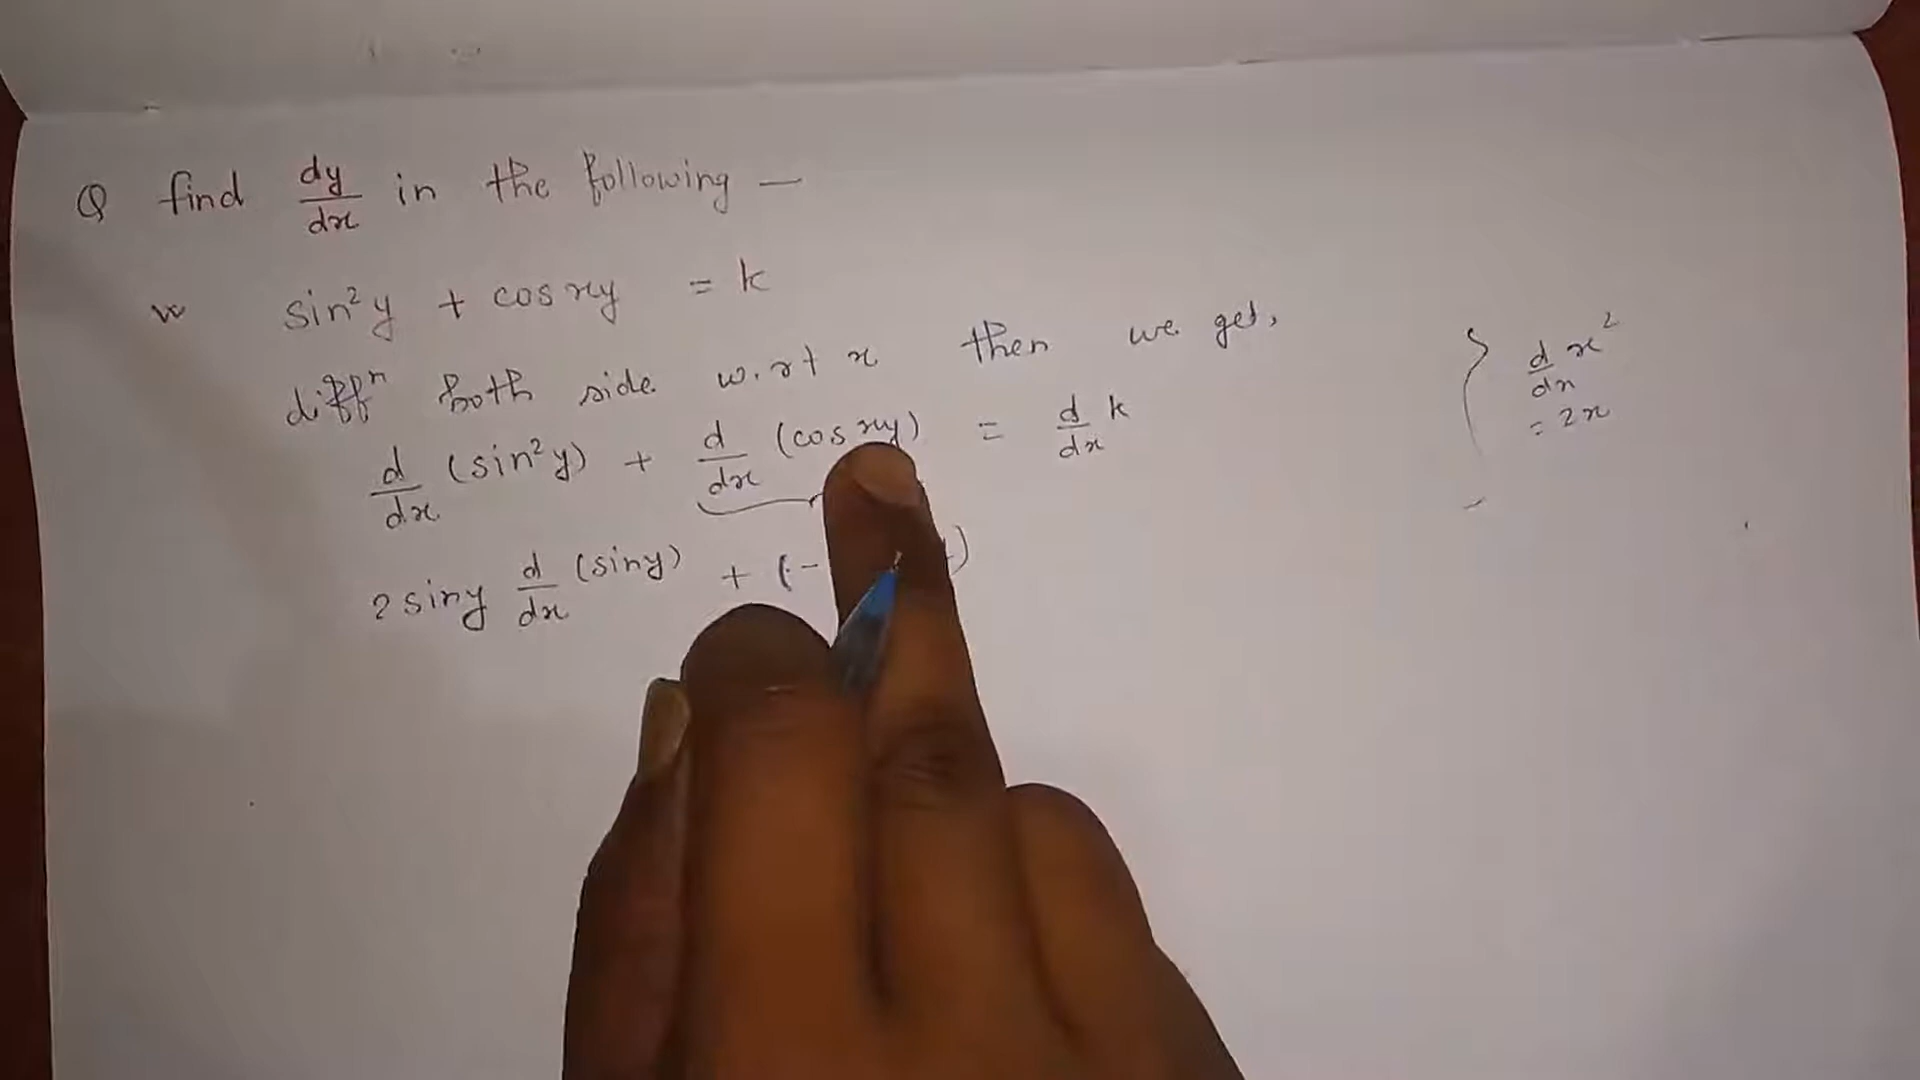 Q find dy/dx in the following —
sin²y + cos xy = k
diffⁿ both side w.r.t x then we get,
d/dx (sin²y) + d/dx (cos xy) = d/dx k
2 siny d/dx (siny) + (-
d/dx x²
= 2x